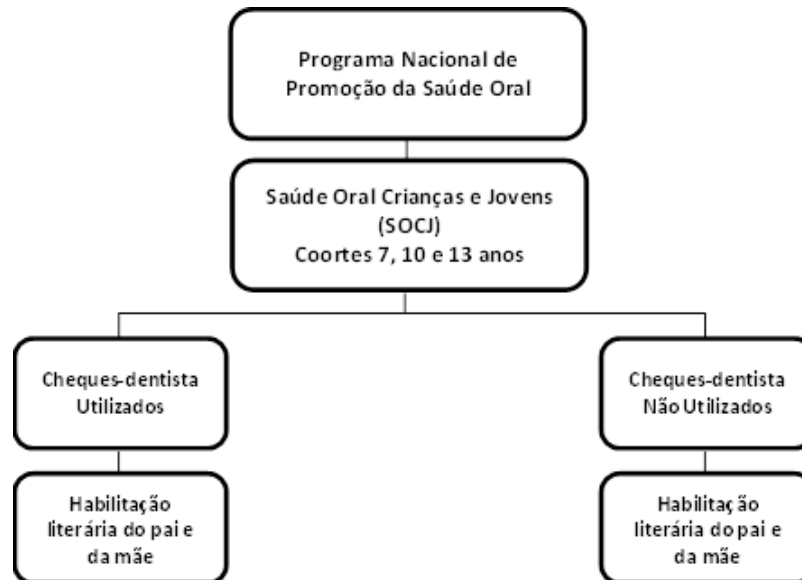 Programa Nacional de
Promoção da Saúde Oral
Saúde Oral Crianças e Jovens
(SOCJ)
Coortes 7, 10 e 13 anos
Cheques-dentista
Utilizados
Cheques-dentista
Não Utilizados
Habilitação
literária do pai e
da mãe
Habilitação
literária do pai e
da mãe